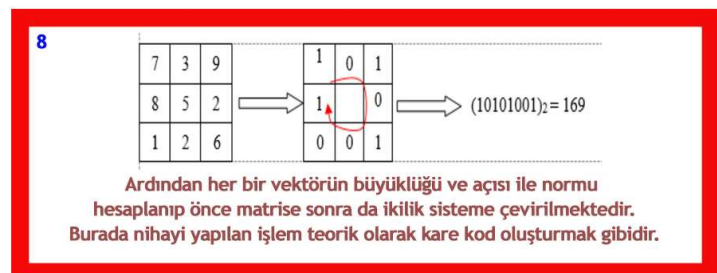 8
7 3 9 1 0 1
8 5 2 1 0 (10101001)₂= 169
1 2 6 0 0 1
Ardından her bir vektörün büyüklüğü ve açısı ile normu
hesaplanıp önce matrise sonra da ikilik sisteme çevirilmektedir.
Burada nihayi yapılan işlem teorik olarak kare kod oluşturmak gibidir.